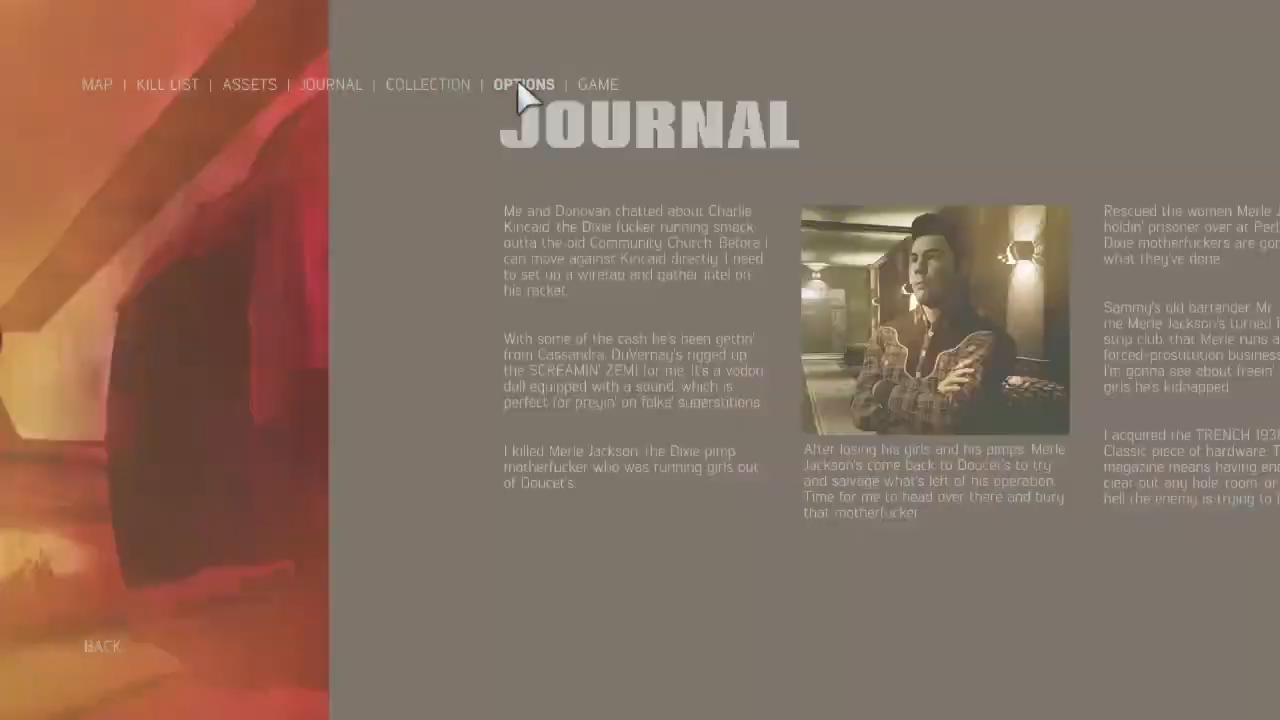 MAP | KILL LIST | ASSETS | JOURNAL | COLLECTION | OPTIONS | GAME
JOURNAL
Me and Donovan chatted about Charlie
Kincaid, the Dixie fucker running smack
outta the old Community Church. Before I
can move against Kincaid directly, I need
to set up a wiretap and gather intel on
his racket.
With some of the cash he's been gettin'
from Cassandra, DuVernay's rigged up
the SCREAMIN' ZEMI for me. It's a vodou
doll equipped with a sound, which is
perfect for preyin' on folks' superstitions.
I killed Merle Jackson, the Dixie pimp
motherfucker who was running girls out
of Doucet's.
After losing his girls and his pimps, Merle
Jackson's come back to Doucet's to try
and salvage what's left of his operation.
Time for me to head over there and bury
that motherfucker.
Rescued the women Merle
holdin' prisoner over at
Dixie motherfuckers are
what they've done.
Sammy's old bartender, Mr.
me Merle Jackson's turned
strip club that Merle runs a
forced-prostitution business
I'm gonna see about freein'
girls he's kidnapped.
I acquired the TRENCH
Classic piece of hardware.
magazine means having
clear out any hole, room, or
hell the enemy is trying to
BACK